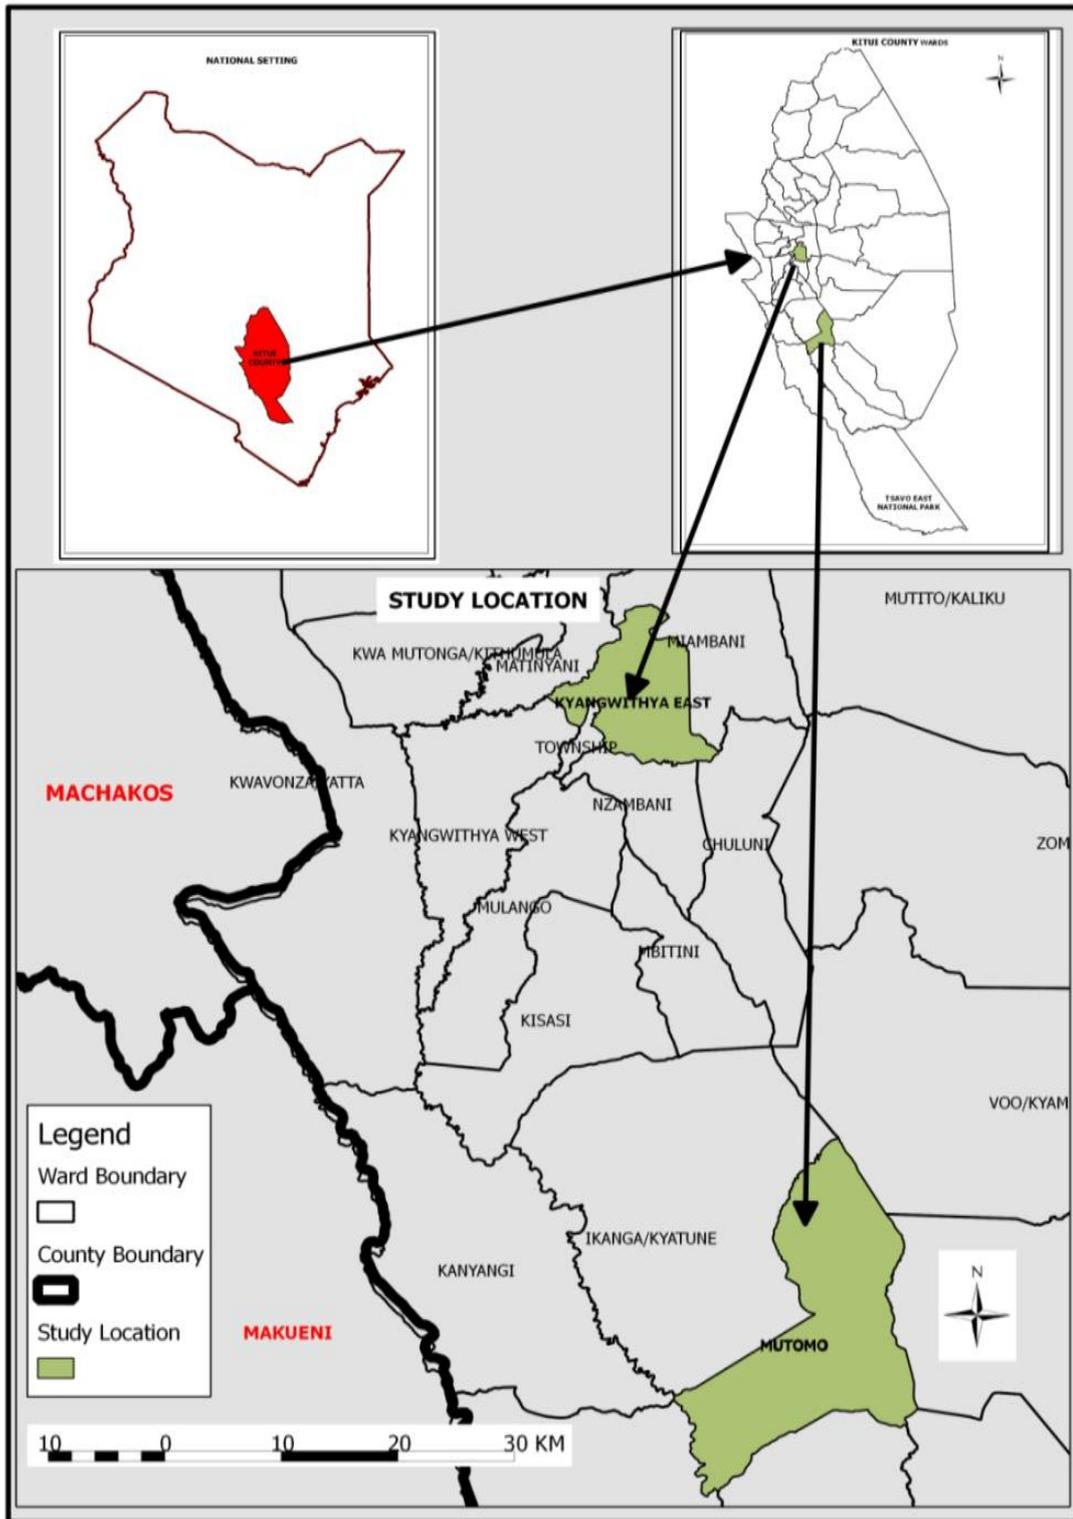 NATIONAL SETTING
KITUI
COUNTY
KITUI COUNTY WARDS
N
TSAVO EAST
NATIONAL PARK
STUDY LOCATION
MUTITO/KALIKU
KWA MUTONGA/KITHUMULA
MIAMBANI
MATINYANI
KYANGWITHYA EAST
TOWNSHIP
KWAVONZA/YATTA
MACHAKOS
NZAMBANI
KYANGWITHYA WEST
CHULUNI
ZOM
MULANGO
MBITINI
KISASI
VOO/KYAM
Legend
Ward Boundary
County Boundary
Study Location
IKANGA/KYATUNE
KANYANGI
N
MAKUENI
MUTOMO
10 0 10 20 30 KM